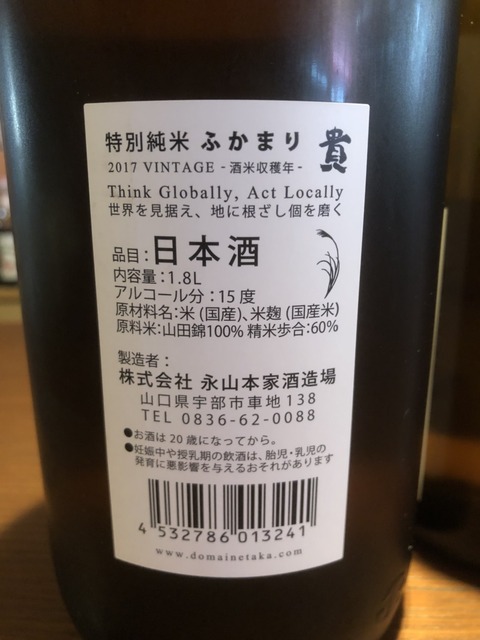 特別純米 ふかまり 貴
2017 VINTAGE -酒米収穫年-
Think Globally, Act Locally
世界を見据え、地に根ざし個を磨く
品目：日本酒
内容量：1.8L
アルコール分：15度
原材料名：米 (国産)、米麹 (国産米)
原料米：山田錦100% 精米歩合：60%
製造者：
株式会社 永山本家酒造場
山口県宇部市車地138
TEL 0836-62-0088
●お酒は20歳になってから。
●妊娠中や授乳期の飲酒は、胎児・乳児の
発育に悪影響を与えるおそれがあります
4 532786 013241
www.domainetaka.com